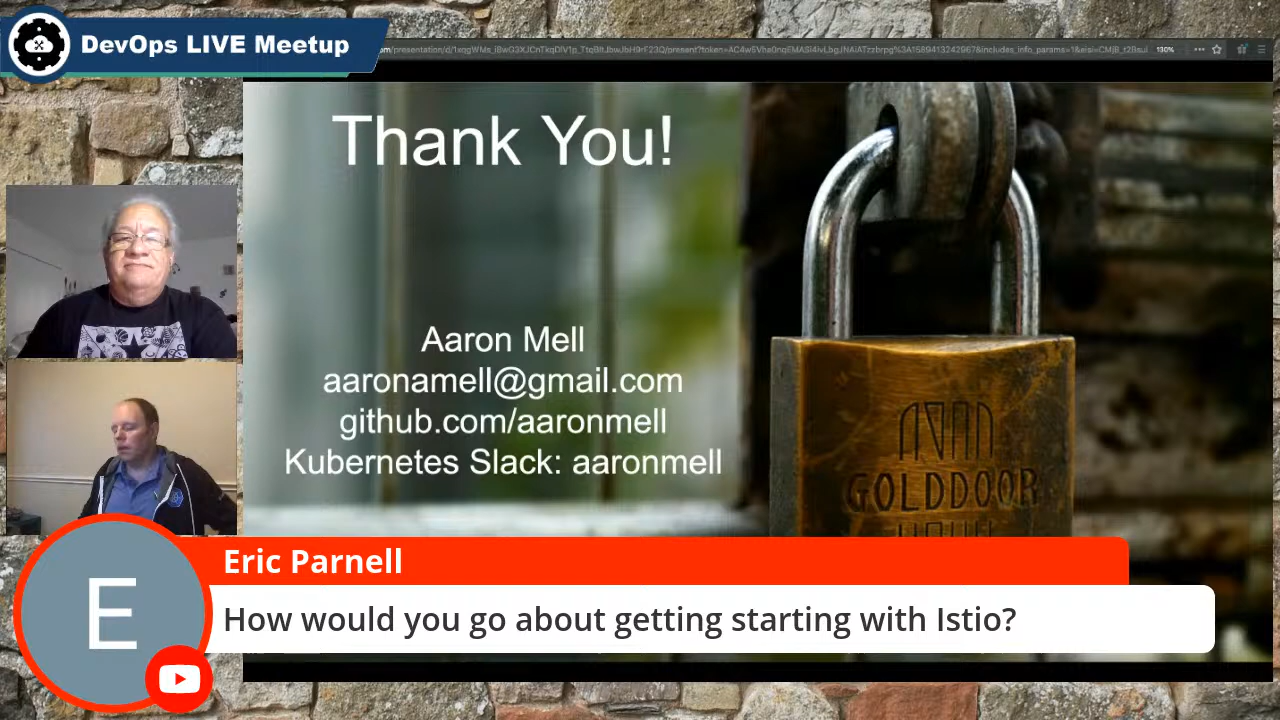 DevOps LIVE Meetup
130%
Thank You!
Aaron Mell
aaronamell@gmail.com
github.com/aaronmell
Kubernetes Slack: aaronmell
GOLDDOOR
E
Eric Parnell
How would you go about getting starting with Istio?